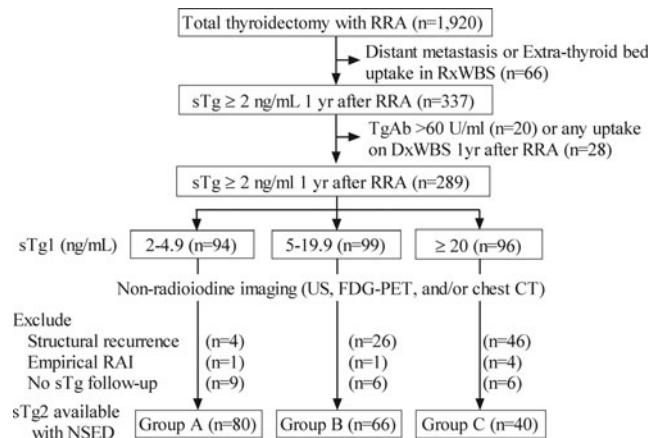 Total thyroidectomy with RRA (n=1,920)
Distant metastasis or Extra-thyroid bed
uptake in RxWBS (n=66)
sTg ≥ 2 ng/mL 1 yr after RRA (n=337)
TgAb >60 U/ml (n=20) or any uptake
on DxWBS 1yr after RRA (n=28)
sTg ≥ 2 ng/ml 1 yr after RRA (n=289)
sTg1 (ng/mL) 2-4.9 (n=94) 5-19.9 (n=99) ≥ 20 (n=96)
Non-radioiodine imaging (US, FDG-PET, and/or chest CT)
Exclude
Structural recurrence (n=4) (n=26) (n=46)
Empirical RAI (n=1) (n=1) (n=4)
No sTg follow-up (n=9) (n=6) (n=6)
sTg2 available
with NSED Group A (n=80) Group B (n=66) Group C (n=40)